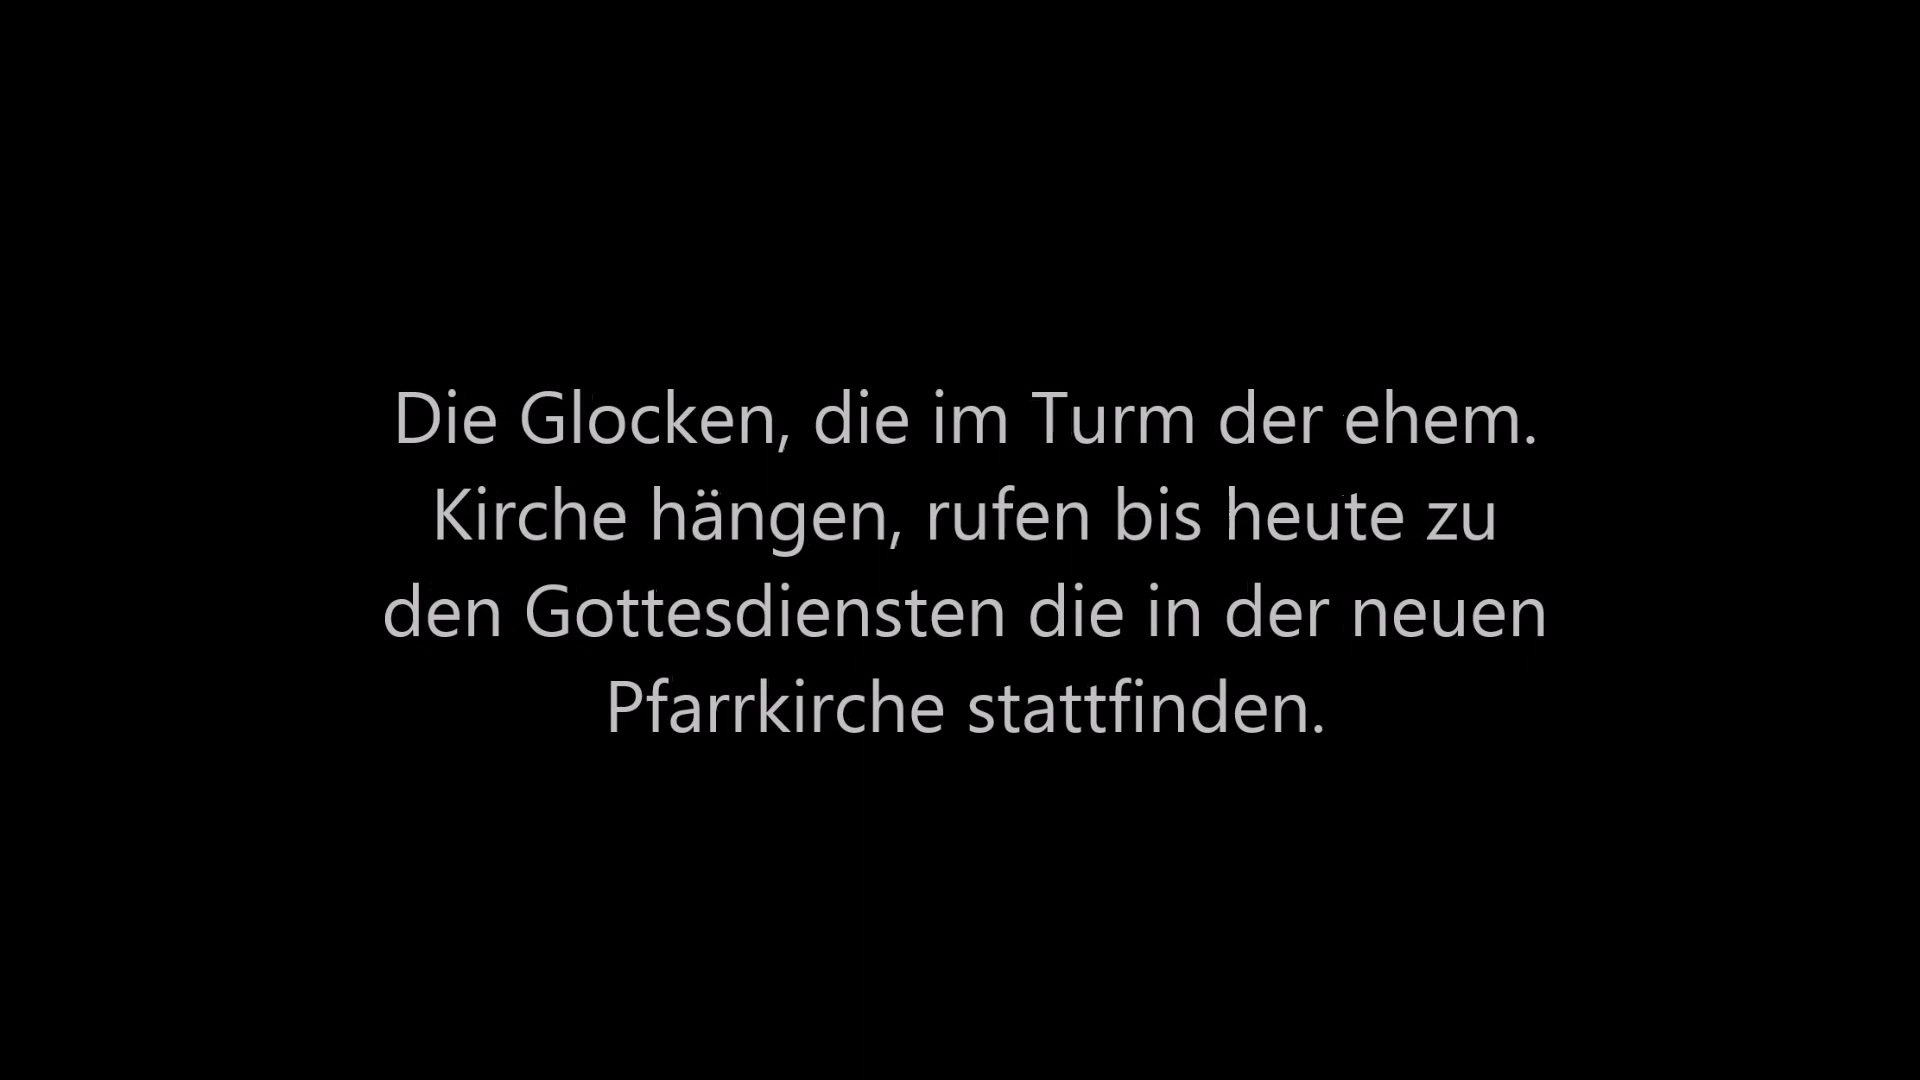 Die Glocken, die im Turm der ehem.
Kirche hängen, rufen bis heute zu
den Gottesdiensten die in der neuen
Pfarrkirche stattfinden.